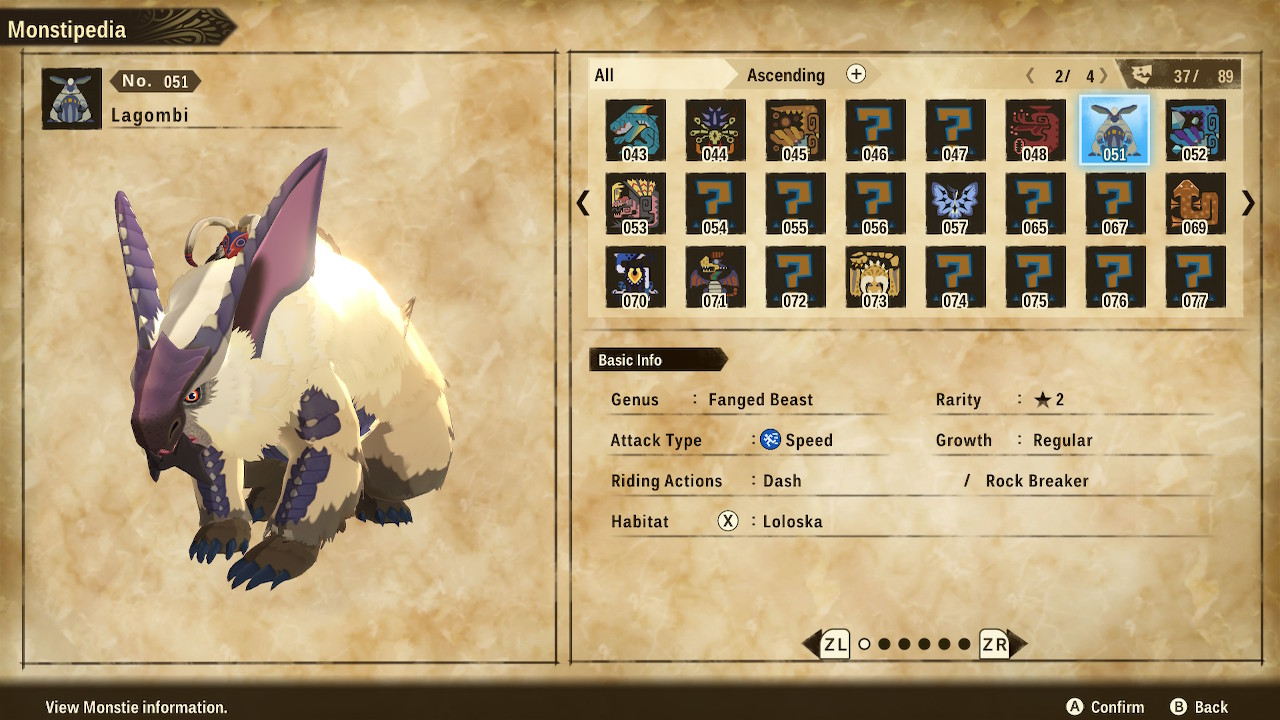 Monstipedia
No. 051
Lagombi
All
Ascending
2/ 4
37/ 89
043 044 045 046 047 048 051 052
053 054 055 056 057 065 067 069
070 071 072 073 074 075 076 077
Basic Info
Genus : Fanged Beast
Rarity : ★ 2
Attack Type : Speed
Growth : Regular
Riding Actions : Dash / Rock Breaker
Habitat X : Loloska
ZL ZR
View Monstie information.
A Confirm B Back